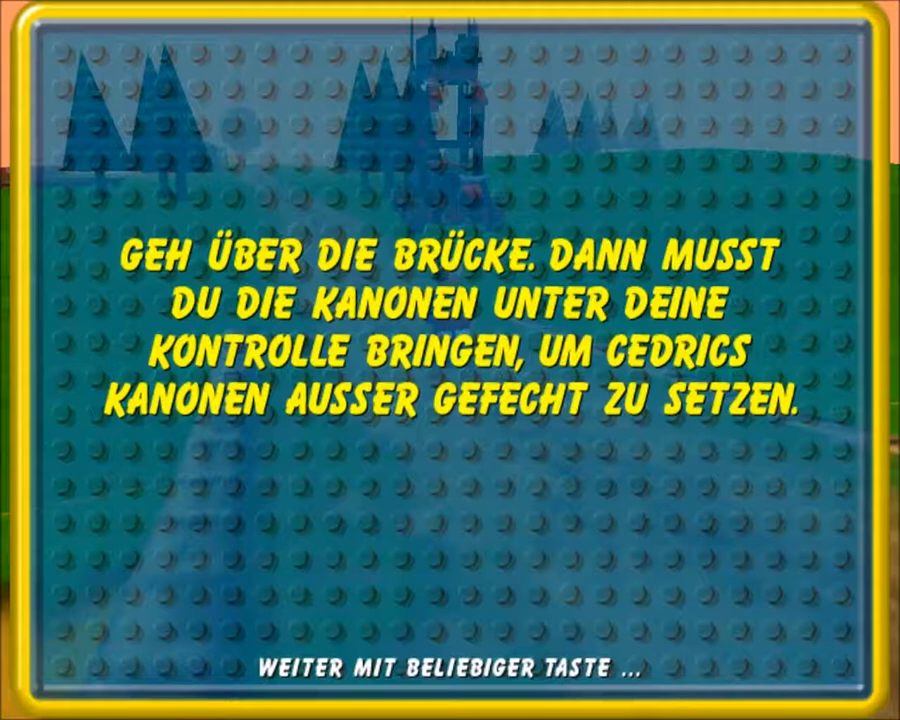 GEH ÜBER DIE BRÜCKE. DANN MUSST
DU DIE KANONEN UNTER DEINE
KONTROLLE BRINGEN, UM CEDRICS
KANONEN AUSSER GEFECHT ZU SETZEN.
WEITER MIT BELIEBIGER TASTE ...